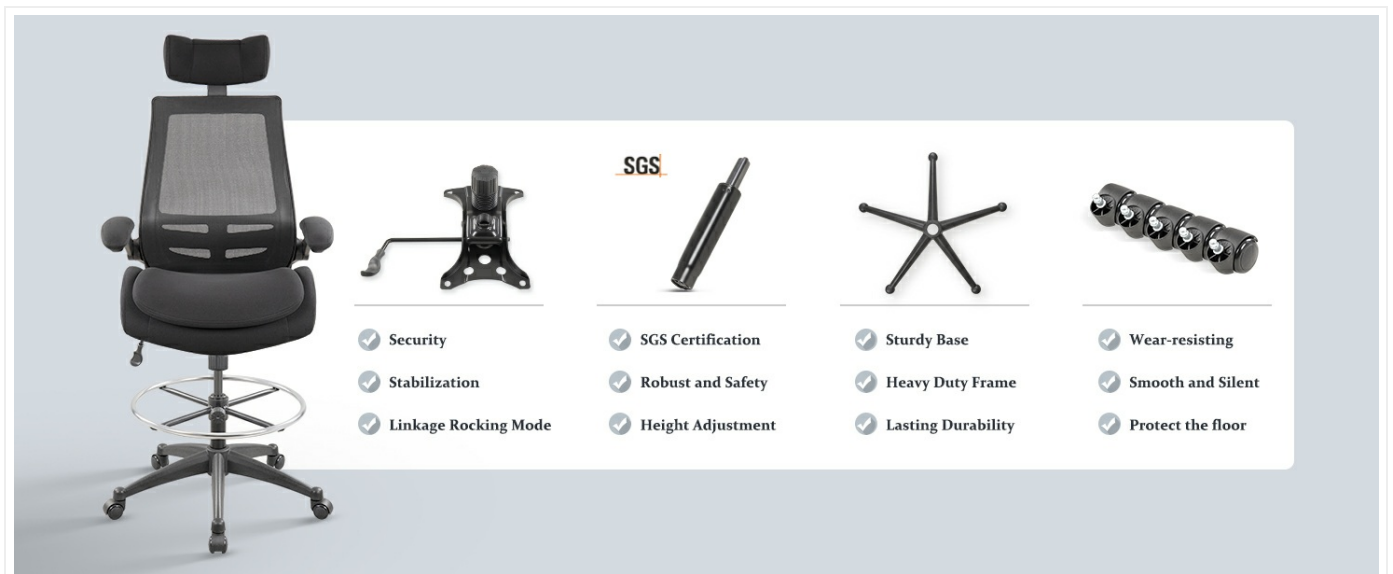 SGS
Security
Stabilization
Linkage Rocking Mode
SGS Certification
Robust and Safety
Height Adjustment
Sturdy Base
Heavy Duty Frame
Lasting Durability
Wear-resisting
Smooth and Silent
Protect the floor